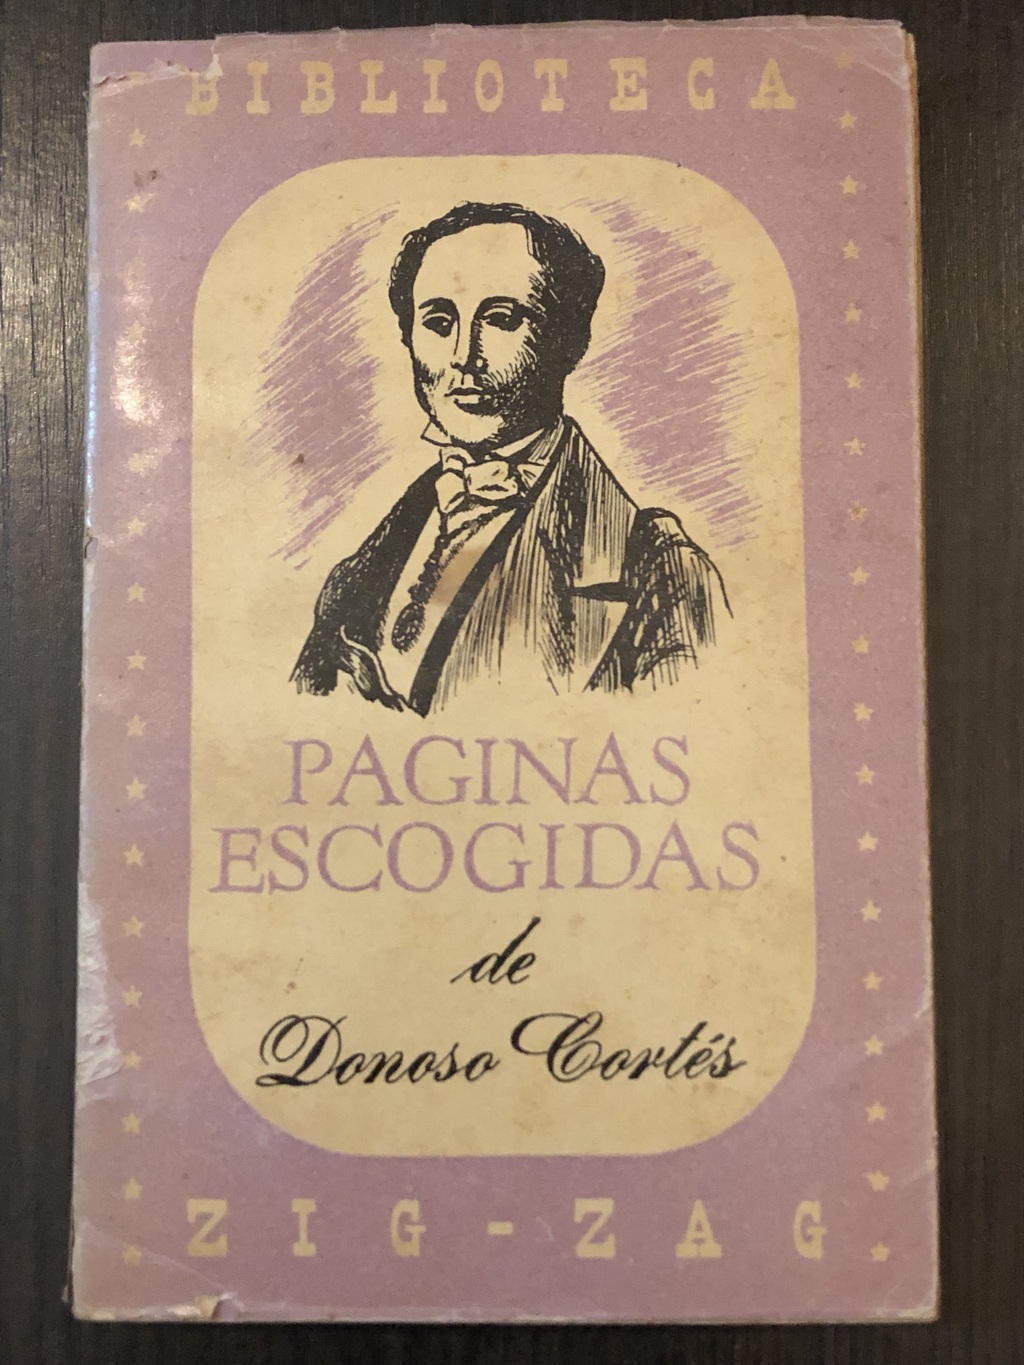 BIBLIOTECA
PAGINAS
ESCOGIDAS
de
Donoso Cortés
ZIG-ZAG